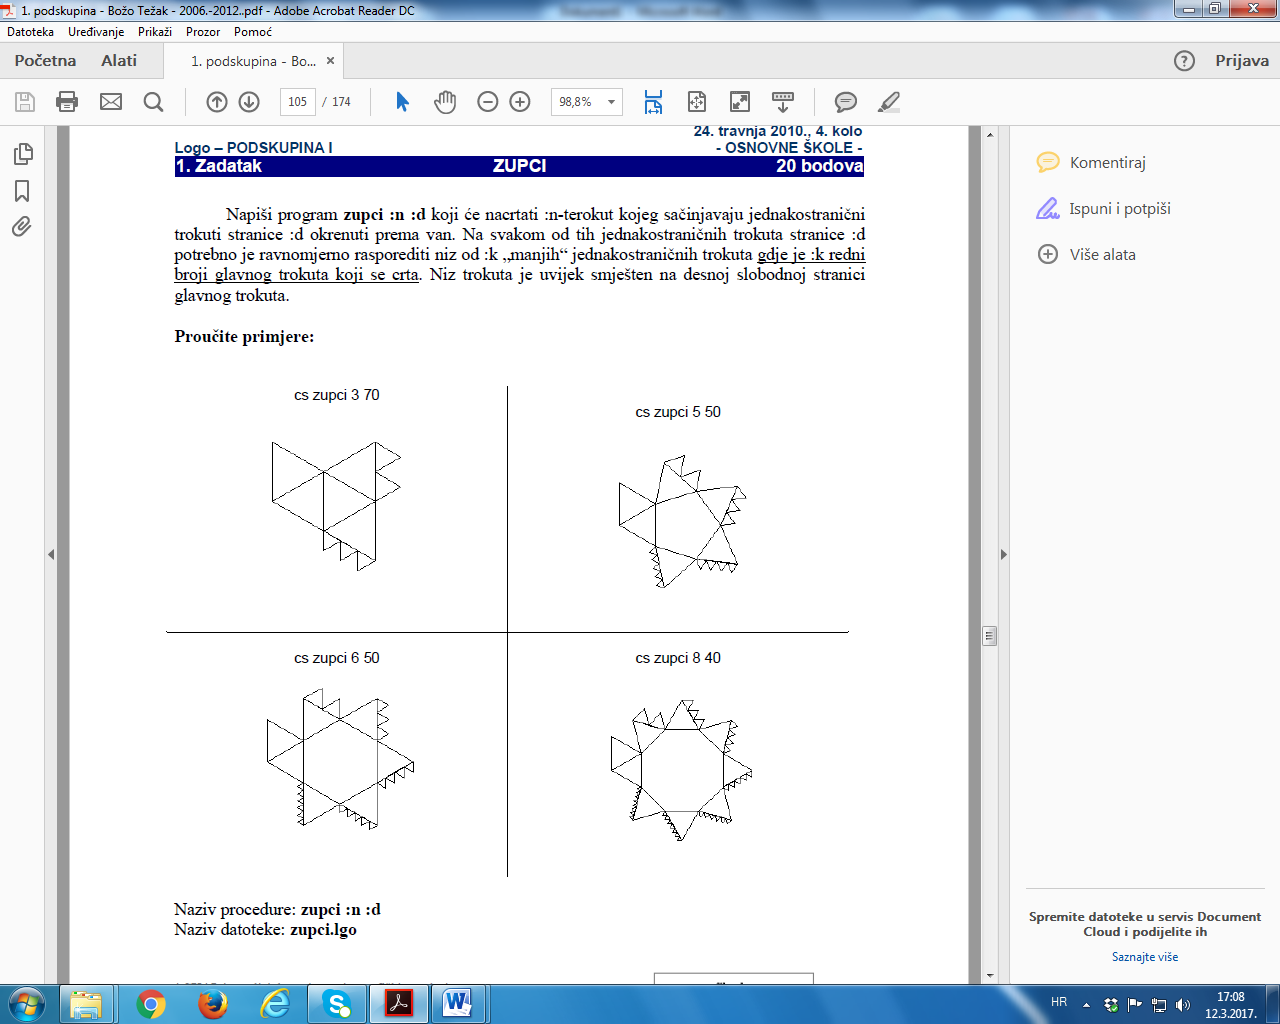 1. podskupina - Božo Težak - 2006.-2012..pdf - Adobe Acrobat Reader DC
Datoteka Uređivanje Prikaži Prozor Pomoć
Početna Alati 1. podskupina - Bo... × Prijava
105 / 174 98,8%
24. travnja 2010., 4. kolo
Logo – PODSKUPINA I - OSNOVNE ŠKOLE -
1. Zadatak ZUPCI 20 bodova
Napiši program zupci :n :d koji će nacrtati :n-terokut kojeg sačinjavaju jednakostranični
trokuti stranice :d okrenuti prema van. Na svakom od tih jednakostraničnih trokuta stranice :d
potrebno je ravnomjerno rasporediti niz od :k „manjih“ jednakostraničnih trokuta gdje je :k redni
broji glavnog trokuta koji se crta. Niz trokuta je uvijek smješten na desnoj slobodnoj stranici
glavnog trokuta.
Proučite primjere:
cs zupci 3 70
cs zupci 5 50
cs zupci 6 50
cs zupci 8 40
Naziv procedure: zupci :n :d
Naziv datoteke: zupci.lgo
Komentiraj
Ispuni i potpiši
Više alata
Spremite datoteke u servis Document
Cloud i podijelite ih
Saznajte više
HR 17:08
12.3.2017.